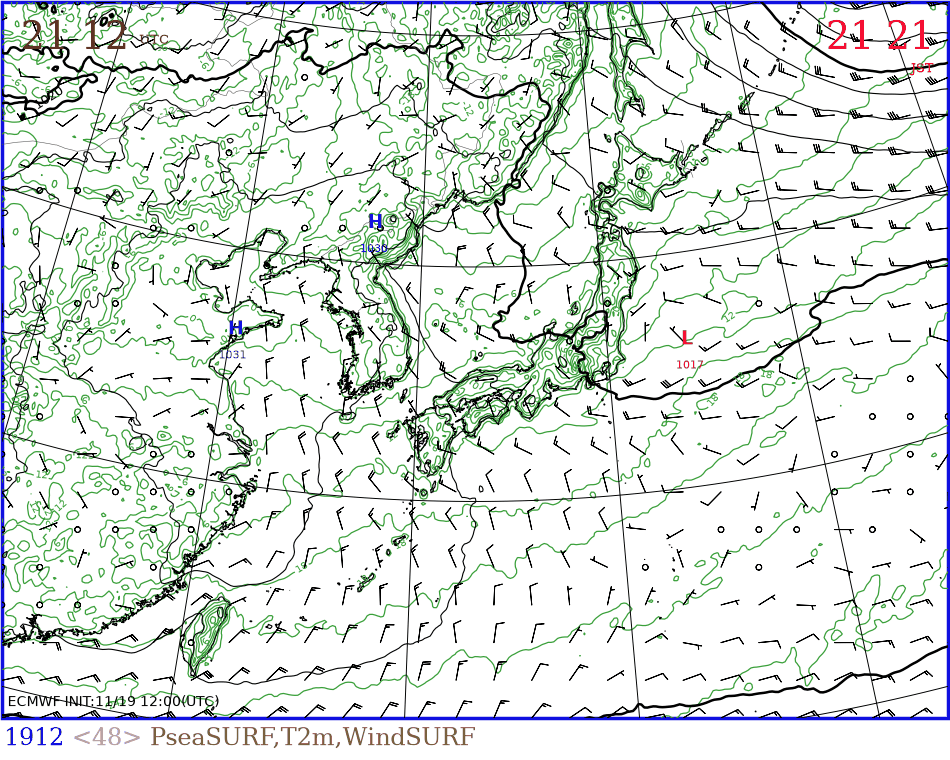 21 12 UTC
21 21
JST
H
1030
H
1031
L
1017
ECMWF INIT:11/19 12:00(UTC)
1912 <48> PseaSURF,T2m,WindSURF